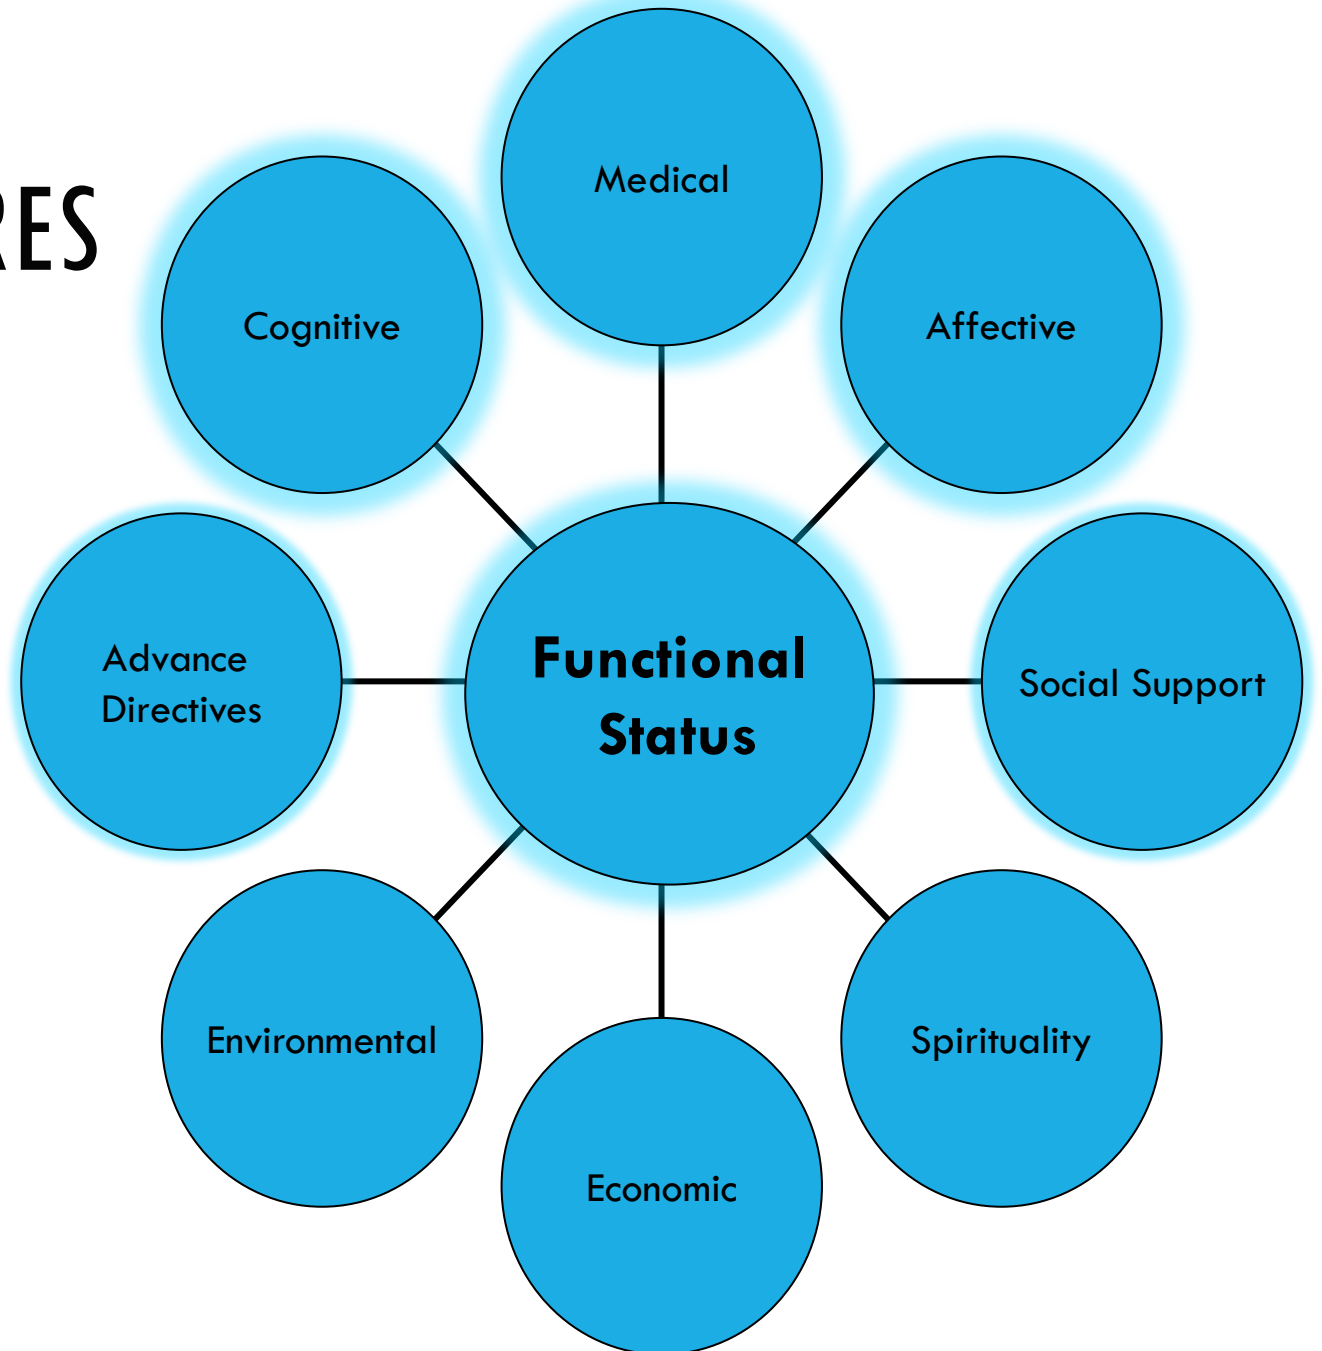 RES
Medical
Cognitive
Affective
Functional
Status
Advance
Directives
Social Support
Environmental
Spirituality
Economic